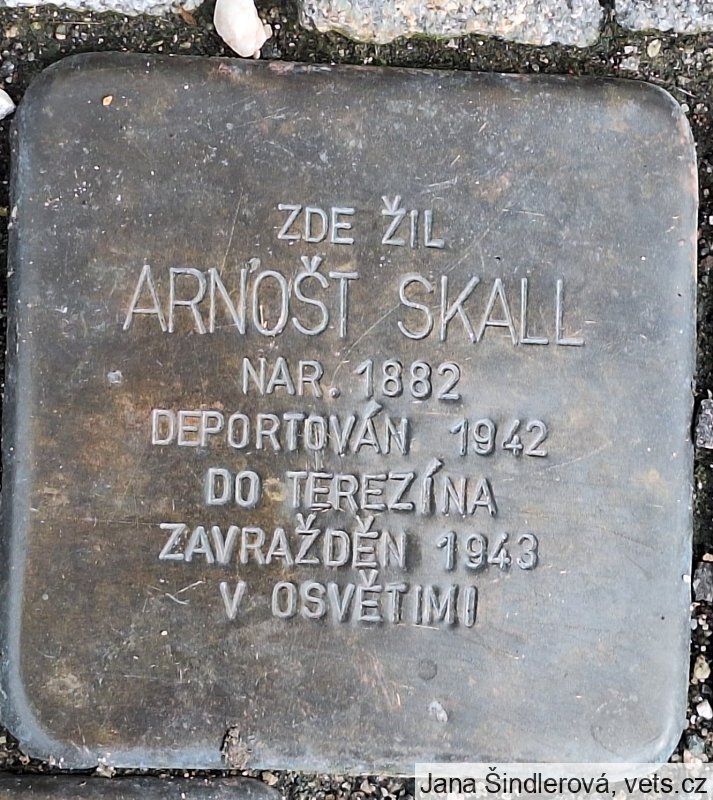 ZDE ŽIL
ARNOŠT SKALL
NAR. 1882
DEPORTOVÁN 1942
DO TEREZÍNA
ZAVRAŽDĚN 1943
V OSVĚTIMI
Jana Šindlerová, vets.cz